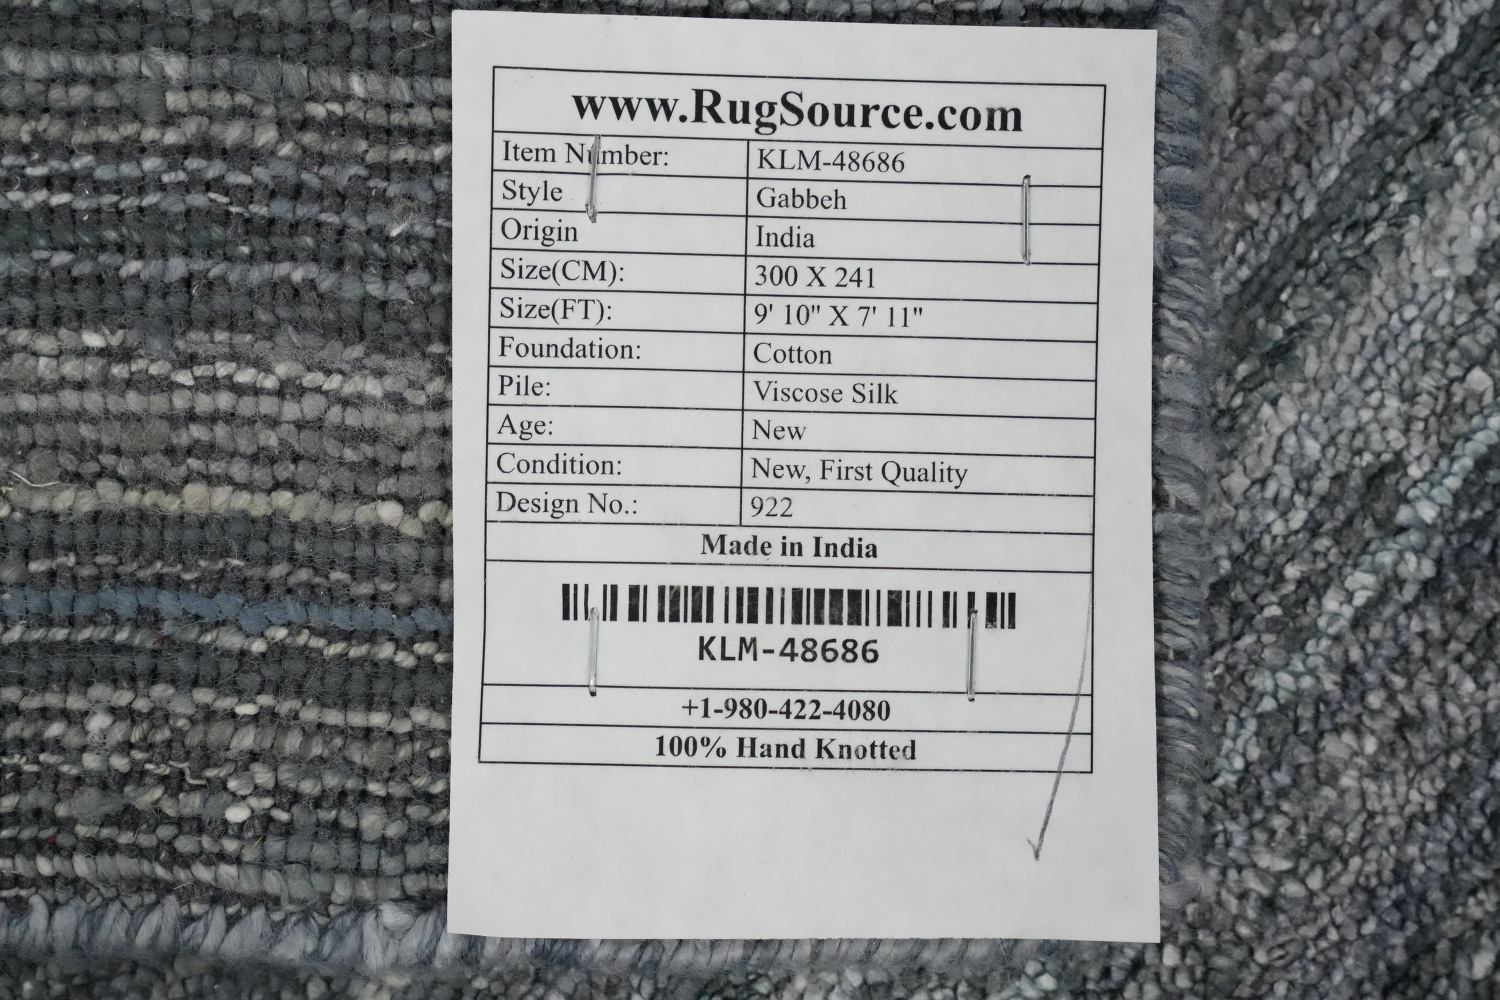 www.RugSource.com
Item Number: KLM-48686
Style Gabbeh
Origin India
Size(CM): 300 X 241
Size(FT): 9' 10" X 7' 11"
Foundation: Cotton
Pile: Viscose Silk
Age: New
Condition: New, First Quality
Design No.: 922
Made in India
KLM-48686
+1-980-422-4080
100% Hand Knotted